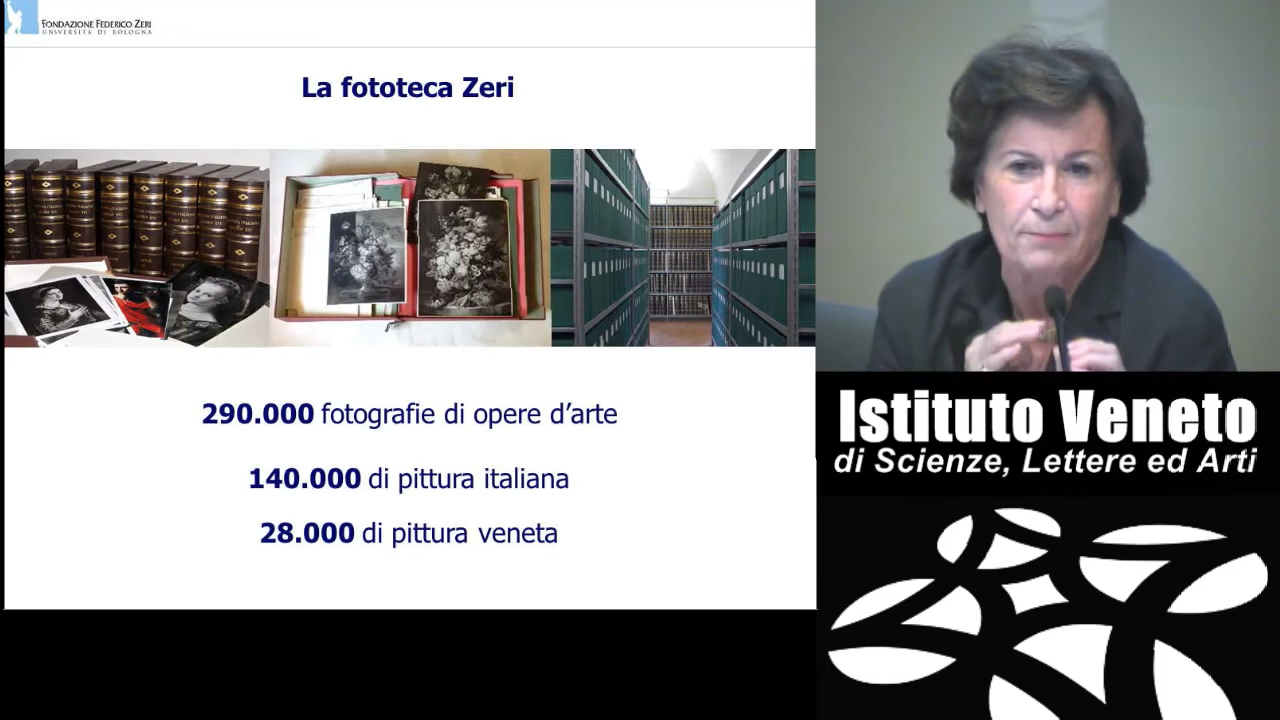 FONDAZIONE FEDERICO ZERI
UNIVERSITÀ DI BOLOGNA
La fototeca Zeri
290.000 fotografie di opere d’arte
140.000 di pittura italiana
28.000 di pittura veneta
Istituto Veneto
di Scienze, Lettere ed Arti